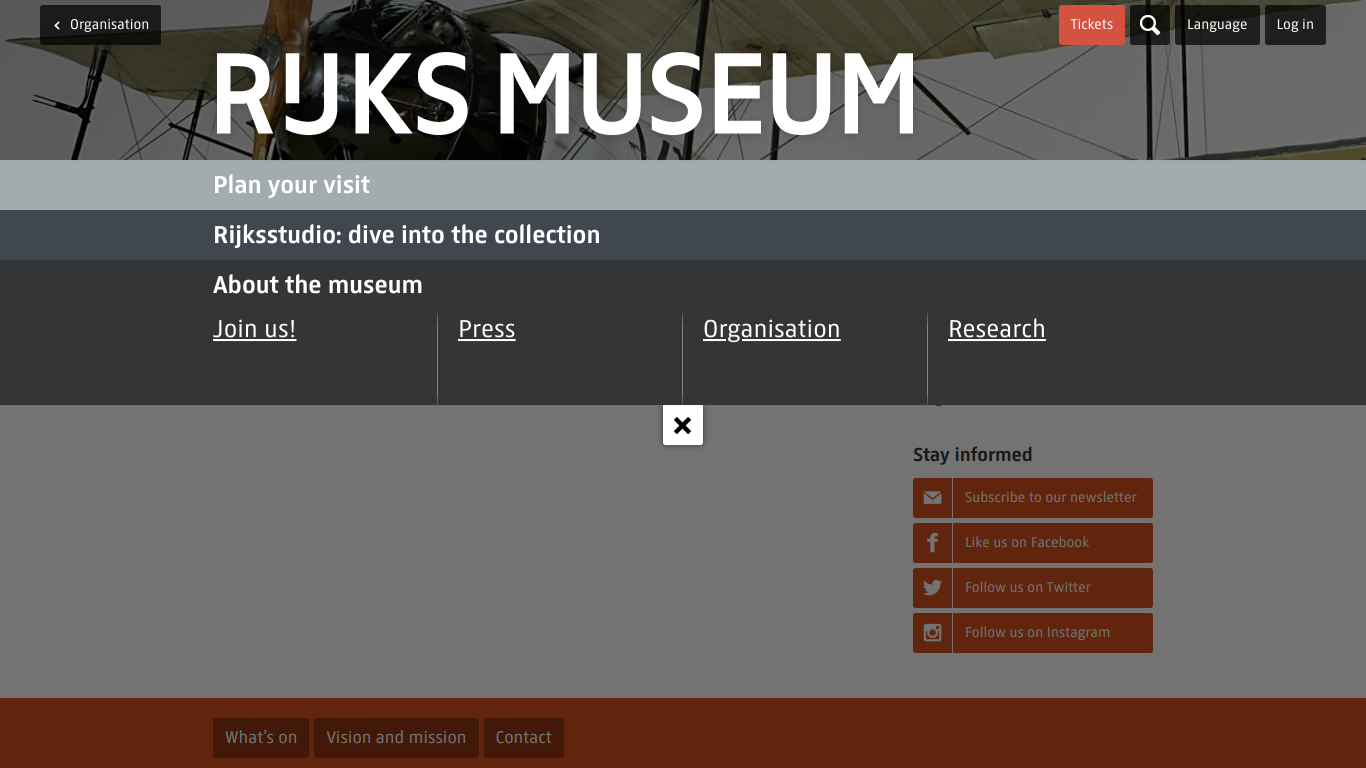 Organisation
Tickets
Language
Log in
RIJKS MUSEUM
Plan your visit
Rijksstudio: dive into the collection
About the museum
Join us!
Press
Organisation
Research
Stay informed
Subscribe to our newsletter
Like us on Facebook
Follow us on Twitter
Follow us on Instagram
What's on
Vision and mission
Contact